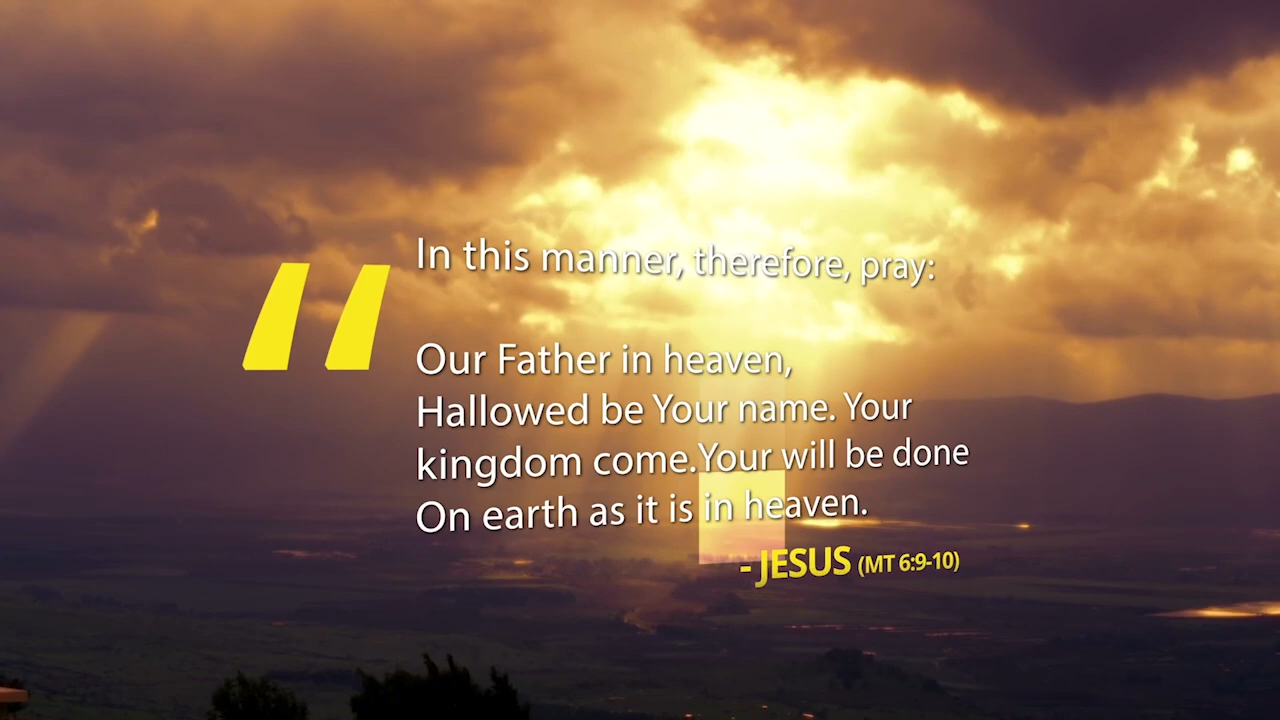 “
In this manner, therefore, pray:
Our Father in heaven,
Hallowed be Your name. Your
kingdom come.Your will be done
On earth as it is in heaven.
- JESUS (MT 6:9-10)